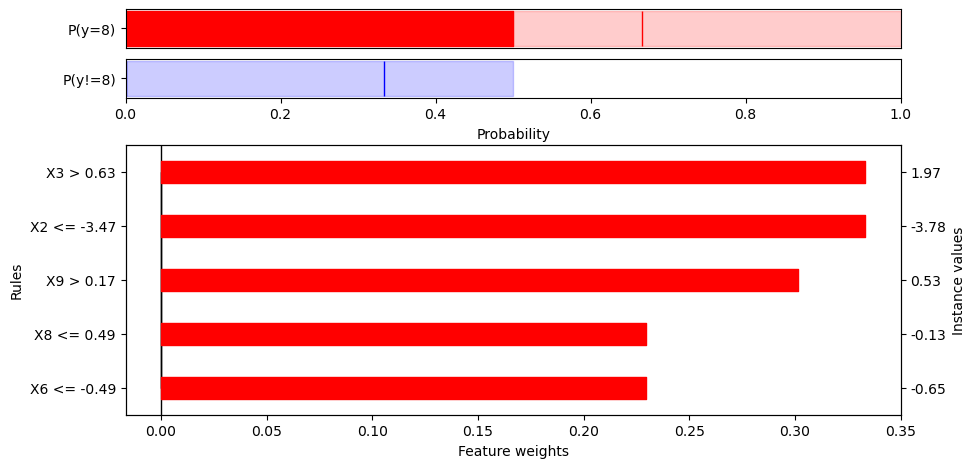 P(y=8)
P(y!=8)
0.0 0.2 0.4 0.6 0.8 1.0
Probability
X3 > 0.63 1.97
X2 <= -3.47 -3.78
X9 > 0.17 0.53
X8 <= 0.49 -0.13
X6 <= -0.49 -0.65
Rules
Instance values
0.00 0.05 0.10 0.15 0.20 0.25 0.30 0.35
Feature weights